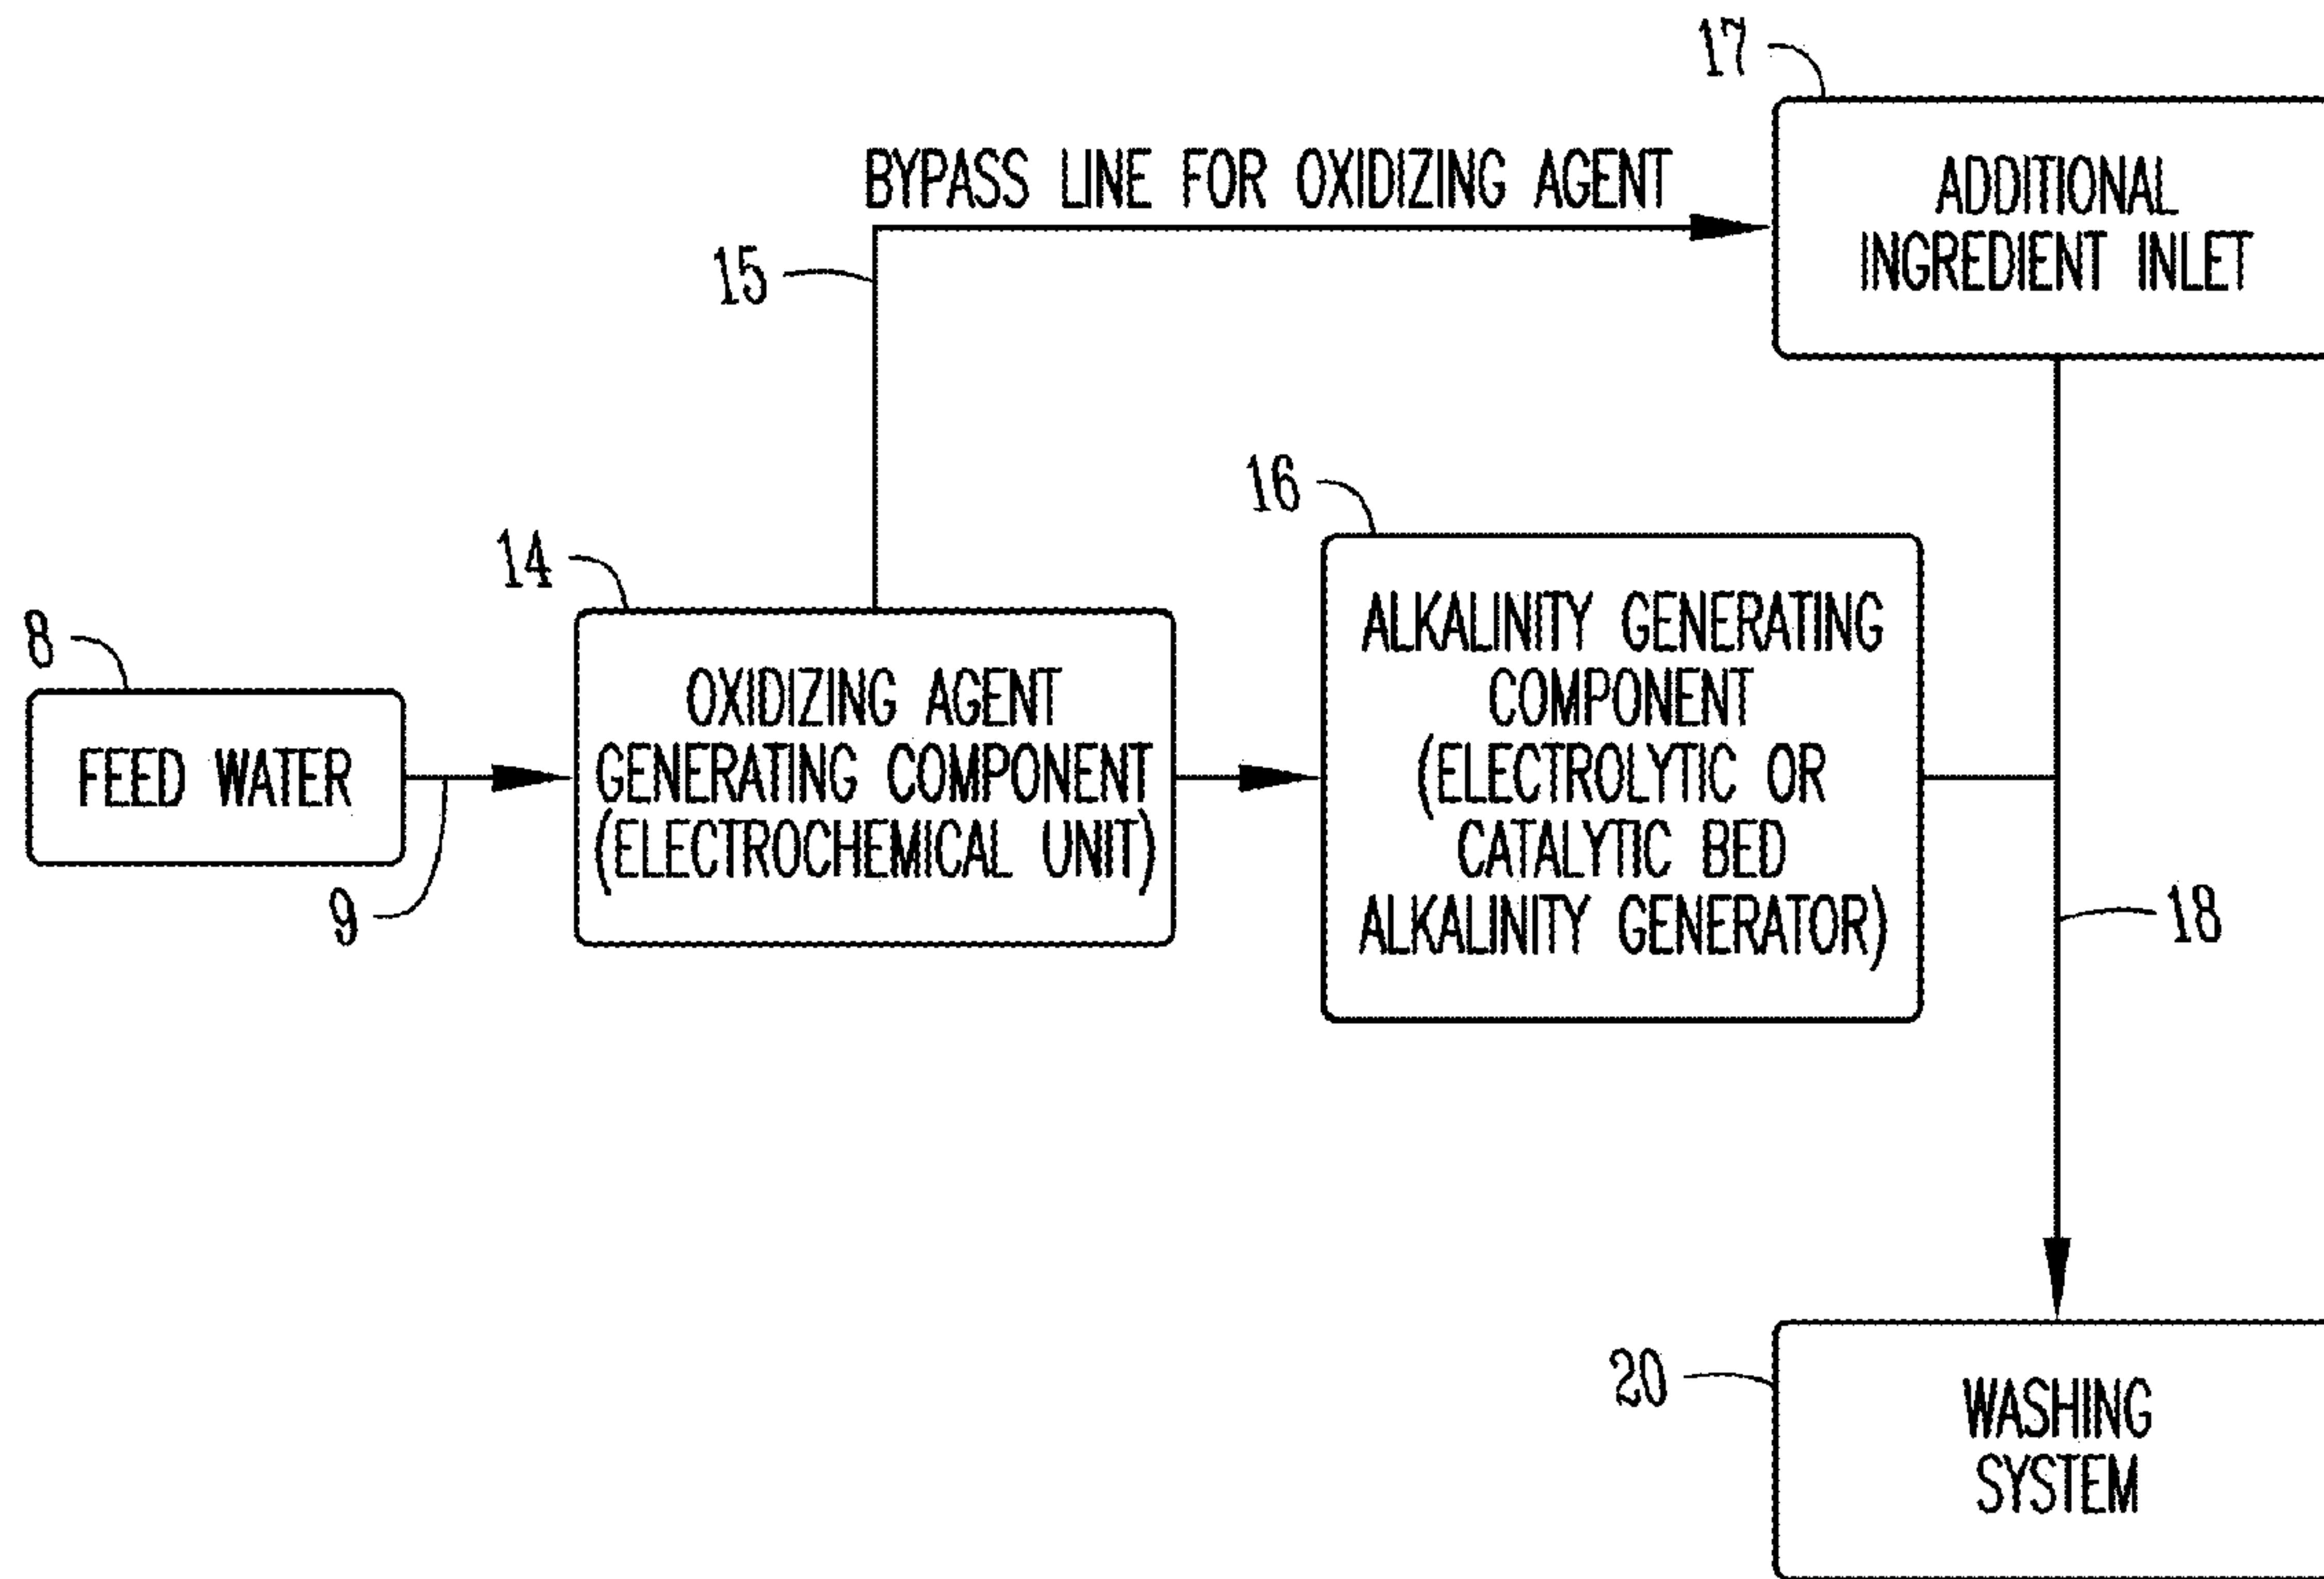 17
BYPASS LINE FOR OXIDIZING AGENT
ADDITIONAL
INGREDIENT INLET
15
16
14
ALKALINITY GENERATING
COMPONENT
(ELECTROLYTIC OR
CATALYTIC BED
ALKALINITY GENERATOR)
8
OXIDIZING AGENT
GENERATING COMPONENT
(ELECTROCHEMICAL UNIT)
FEED WATER
9
18
20
WASHING
SYSTEM